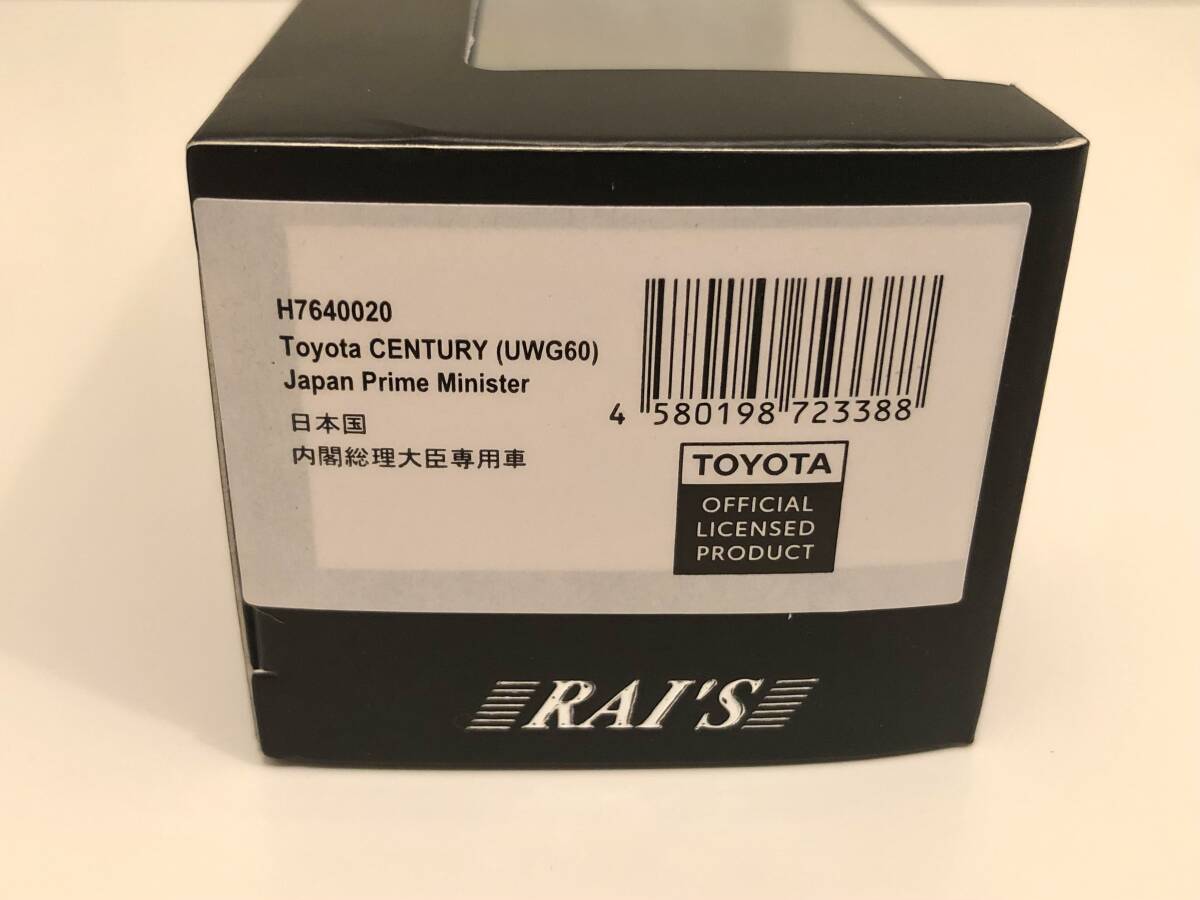 H7640020
Toyota CENTURY (UWG60)
Japan Prime Minister
日本国
内閣総理大臣専用車
4 580198 723388
TOYOTA
OFFICIAL
LICENSED
PRODUCT
RAI'S